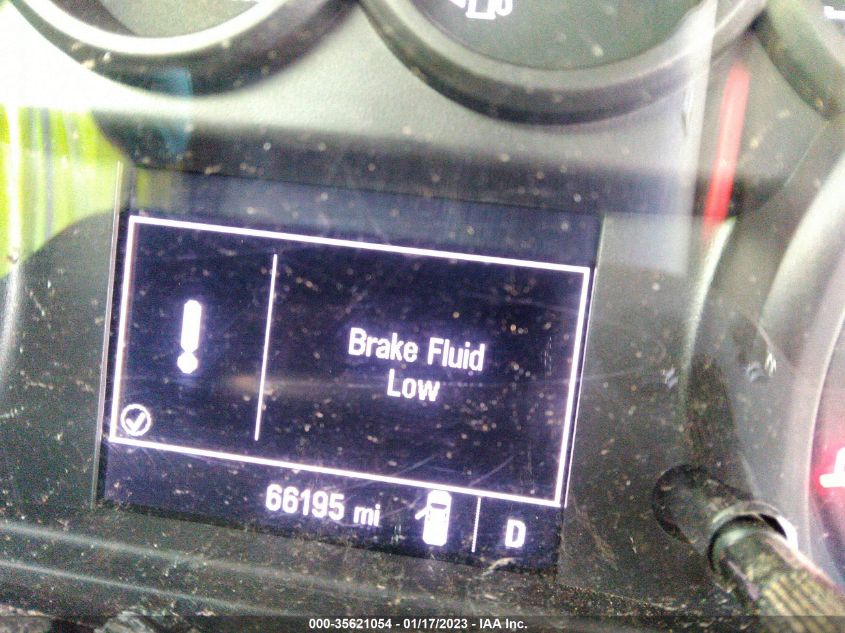 Brake Fluid
Low
66195 mi
D
000-35621054 - 01/17/2023 - IAA Inc.